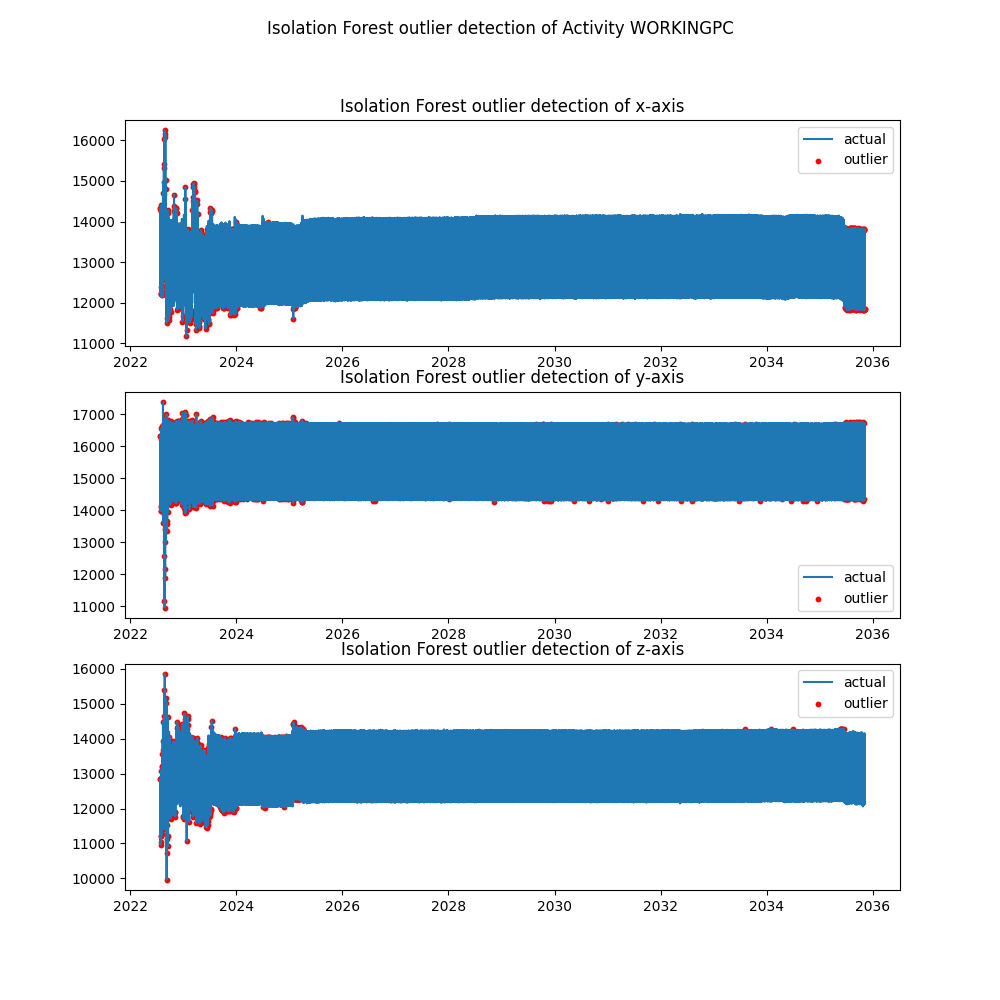 Isolation Forest outlier detection of Activity WORKINGPC
Isolation Forest outlier detection of x-axis
16000
15000
14000
13000
12000
11000
actual
outlier
2022 2024 2026 2028 2030 2032 2034 2036
Isolation Forest outlier detection of y-axis
17000
16000
15000
14000
13000
12000
11000
actual
outlier
2022 2024 2026 2028 2030 2032 2034 2036
Isolation Forest outlier detection of z-axis
16000
15000
14000
13000
12000
11000
10000
actual
outlier
2022 2024 2026 2028 2030 2032 2034 2036